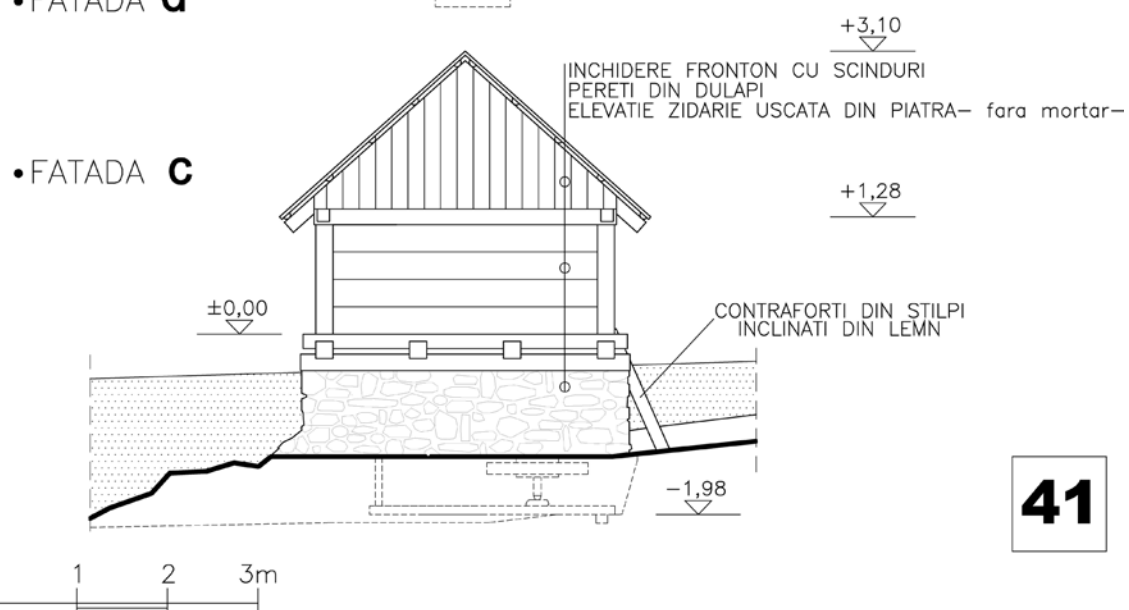 •FATADA G
+3,10
INCHIDERE FRONTON CU SCINDURI
PERETI DIN DULAPI
ELEVATIE ZIDARIE USCATA DIN PIATRA– fara mortar–
•FATADA C
+1,28
±0,00
CONTRAFORTI DIN STILPI
INCLINATI DIN LEMN
–1,98
41
1 2 3m